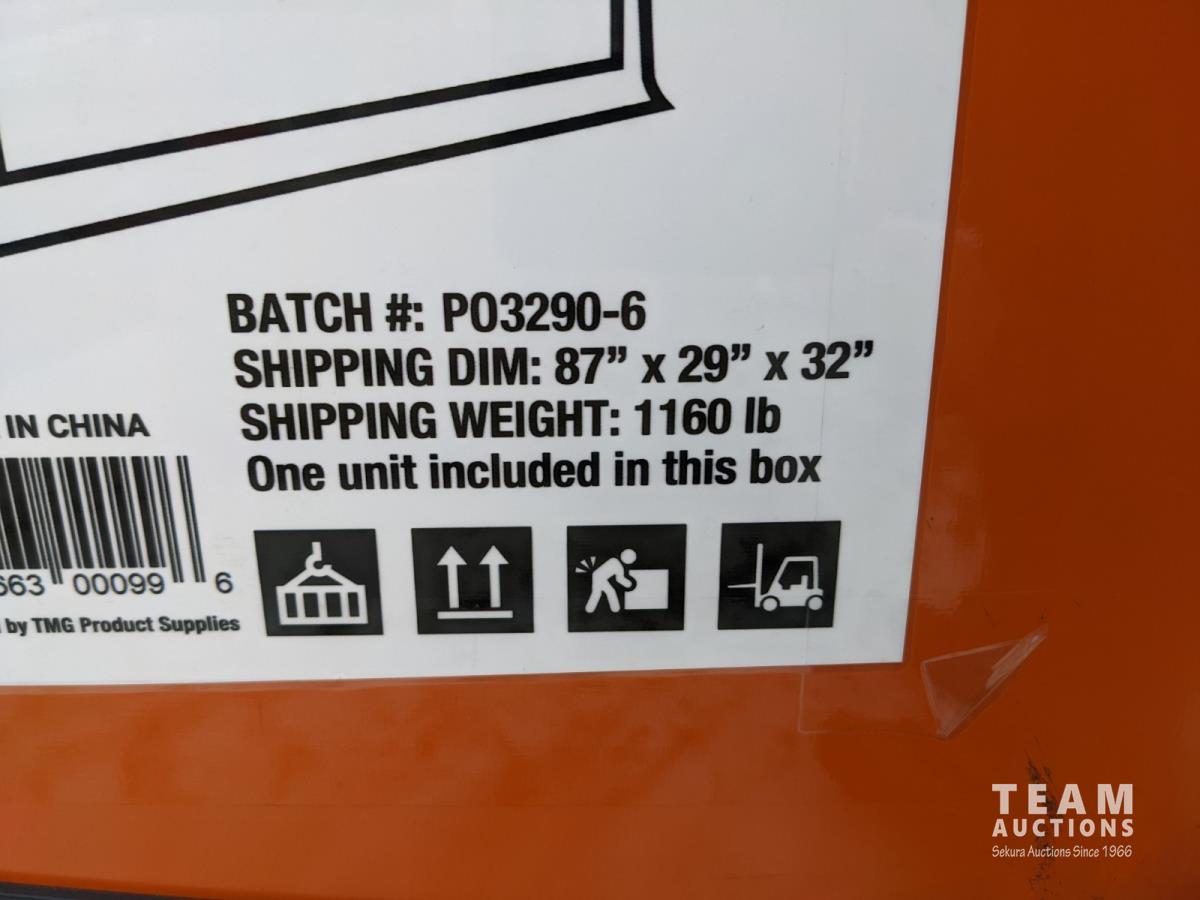 BATCH #: PO3290-6
SHIPPING DIM: 87” x 29” x 32”
SHIPPING WEIGHT: 1160 lb
One unit included in this box
IN CHINA
663 00099 6
by TMG Product Supplies
TEAM
AUCTIONS
Sekura Auctions Since 1966